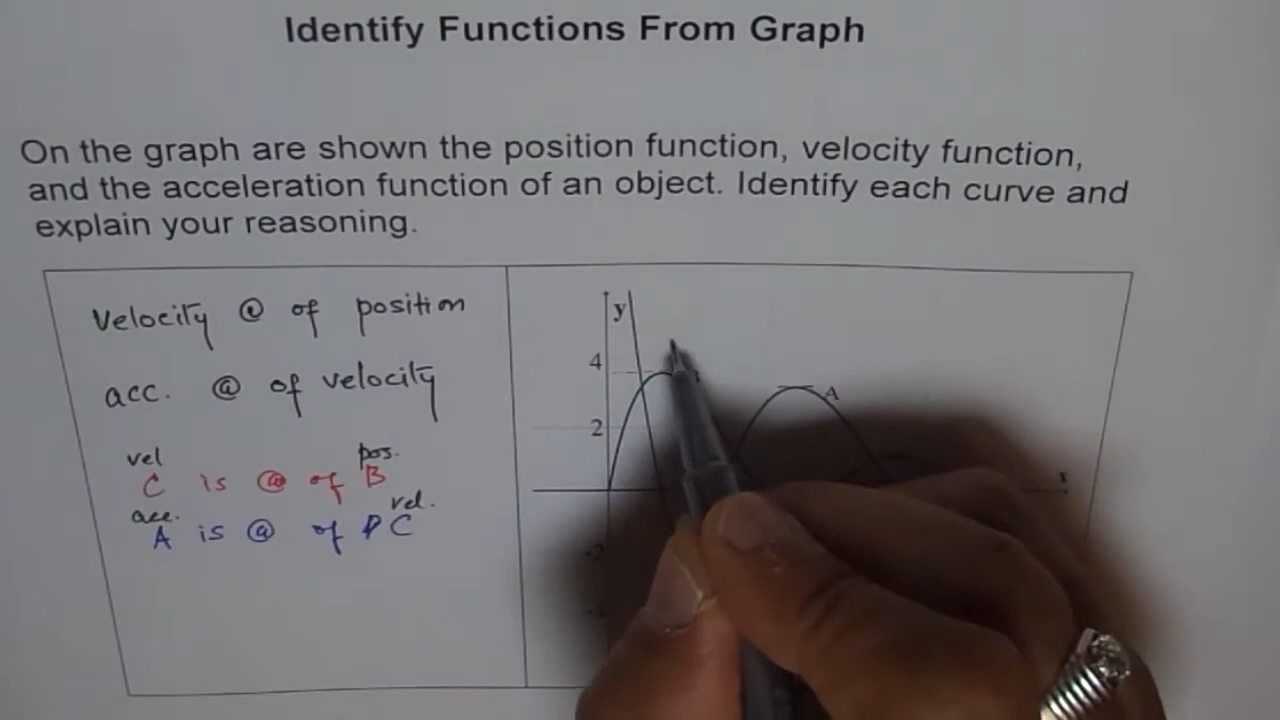 Identify Functions From Graph
On the graph are shown the position function, velocity function,
and the acceleration function of an object. Identify each curve and
explain your reasoning.
Velocity @ of position
acc. @ of velocity
vel pos.
C is @ of B
acc. vel.
A is @ of C
y
4
A
2
x
-2